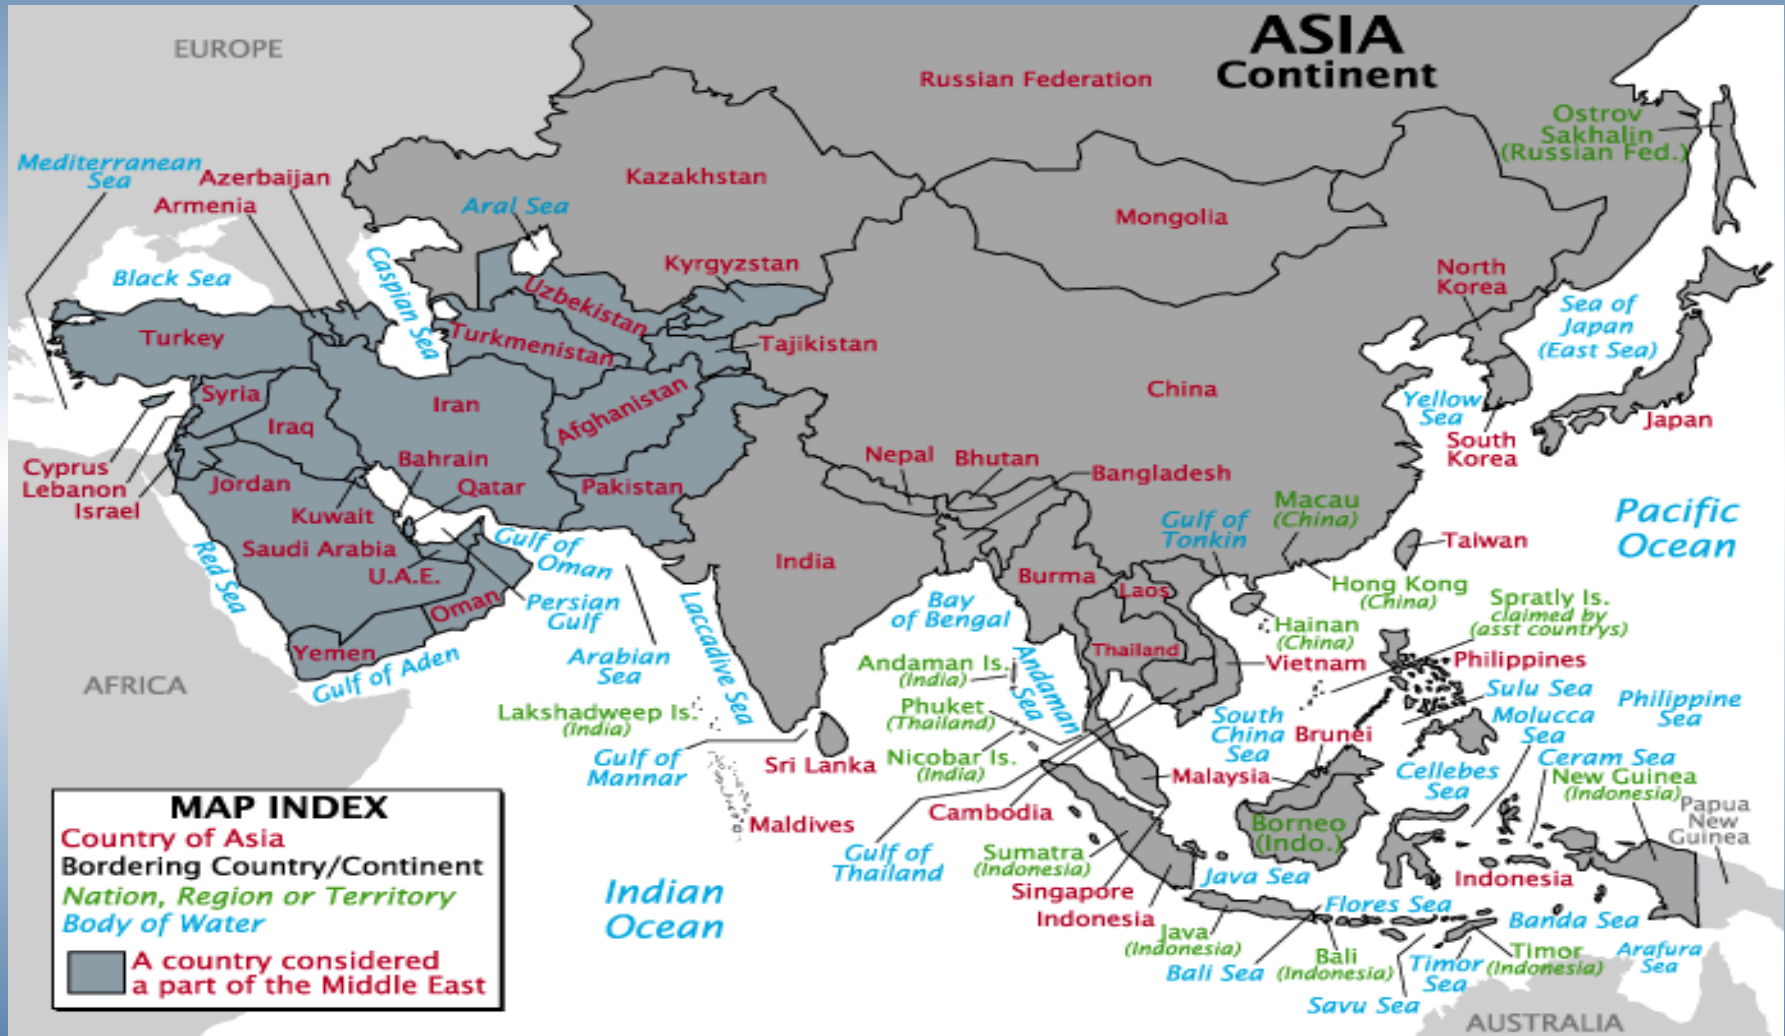 ASIA
Continent
EUROPE
Russian Federation
Ostrov
Sakhalin
(Russian Fed.)
Mediterranean
Sea
Azerbaijan
Armenia
Kazakhstan
Aral Sea
Mongolia
Black Sea
Caspian Sea
Kyrgyzstan
North
Korea
Uzbekistan
Sea of
Japan
(East Sea)
Turkey
Turkmenistan
Tajikistan
Syria
Iran
Afghanistan
China
Yellow
Sea
Japan
Iraq
South
Korea
Cyprus
Lebanon
Israel
Jordan
Bahrain
Qatar
Pakistan
Nepal
Bhutan
Bangladesh
Kuwait
Macau
(China)
Gulf of
Tonkin
Pacific
Ocean
Saudi Arabia
U.A.E.
Gulf of
Oman
India
Taiwan
Red Sea
Oman
Persian
Gulf
Laccadive Sea
Bay
of Bengal
Burma
Laos
Hong Kong
(China)
Spratly Is.
claimed by
(asst countrys)
Hainan
(China)
Yemen
Gulf of Aden
Arabian
Sea
Andaman Is.
(India)
Andaman
Sea
Thailand
Vietnam
Philippines
AFRICA
Lakshadweep Is.
(India)
Phuket
(Thailand)
Sulu Sea
Philippine
Sea
South
China
Sea
Molucca
Sea
Brunei
Gulf of
Mannar
Sri Lanka
Nicobar Is.
(India)
Malaysia
Cellebes
Sea
Ceram Sea
New Guinea
(Indonesia)
Papua
New
Guinea
Maldives
Cambodia
Borneo
(Indo.)
Gulf of
Thailand
Sumatra
(Indonesia)
Singapore
Indonesia
Java Sea
Indonesia
Indian
Ocean
Flores Sea
Banda Sea
Java
(Indonesia)
Bali Sea
Bali
(Indonesia)
Timor
Sea
Timor
(Indonesia)
Arafura
Sea
Savu Sea
AUSTRALIA
MAP INDEX
Country of Asia
Bordering Country/Continent
Nation, Region or Territory
Body of Water
A country considered
a part of the Middle East